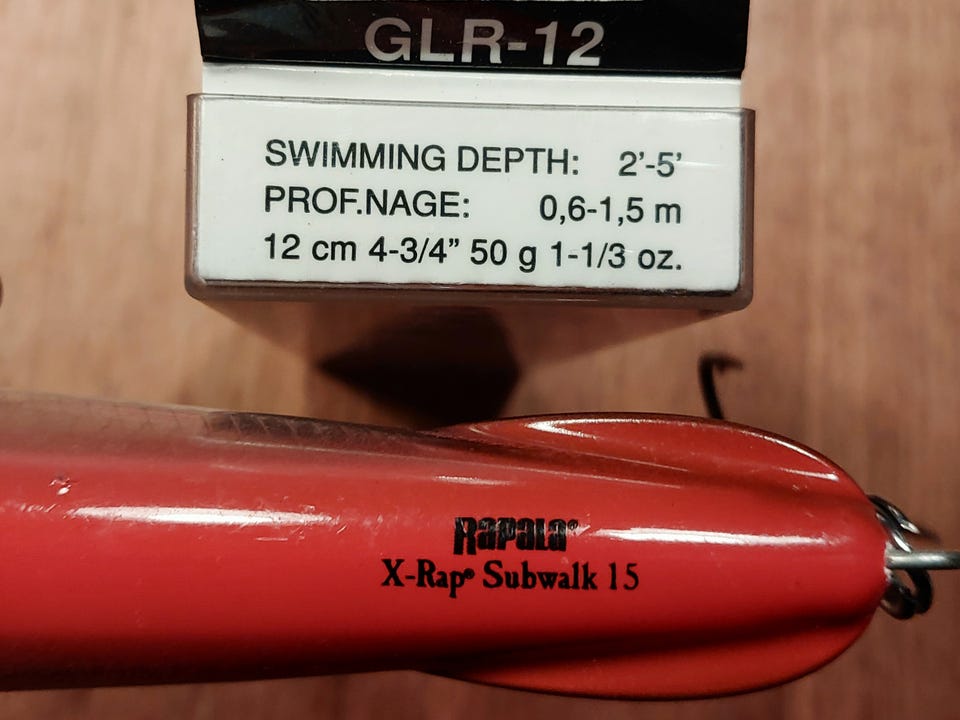 GLR-12
SWIMMING DEPTH: 2'-5'
PROF.NAGE: 0,6-1,5 m
12 cm 4-3/4” 50 g 1-1/3 oz.
Rapala®
X-Rap® Subwalk 15